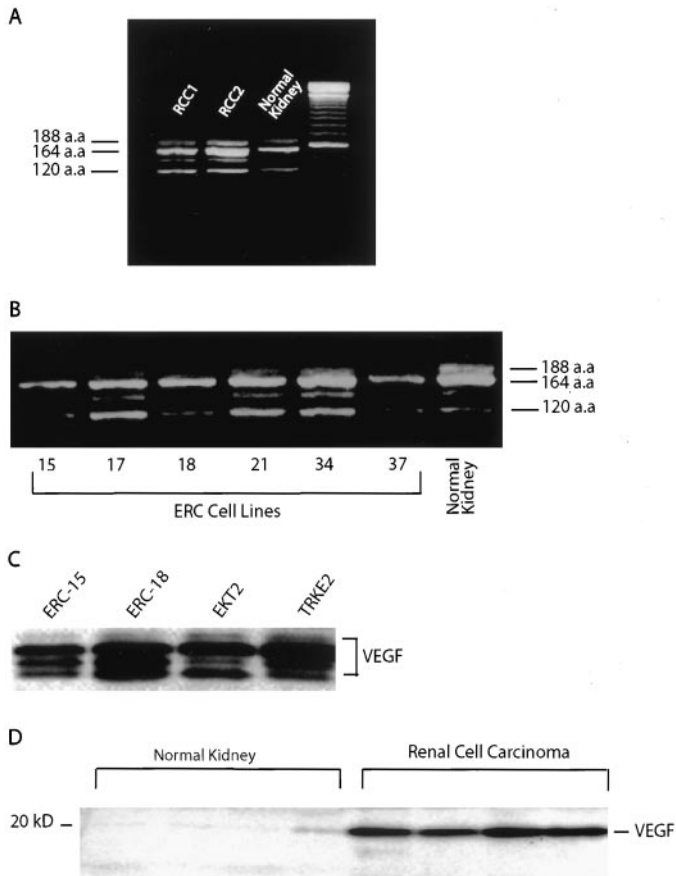 A
RCC1
RCC2
Normal
Kidney
188 a.a
164 a.a
120 a.a
B
188 a.a
164 a.a
120 a.a
15 17 18 21 34 37
Normal
Kidney
ERC Cell Lines
C
ERC-15
ERC-18
EKT2
TRKE2
VEGF
D
Normal Kidney Renal Cell Carcinoma
20 kD
VEGF